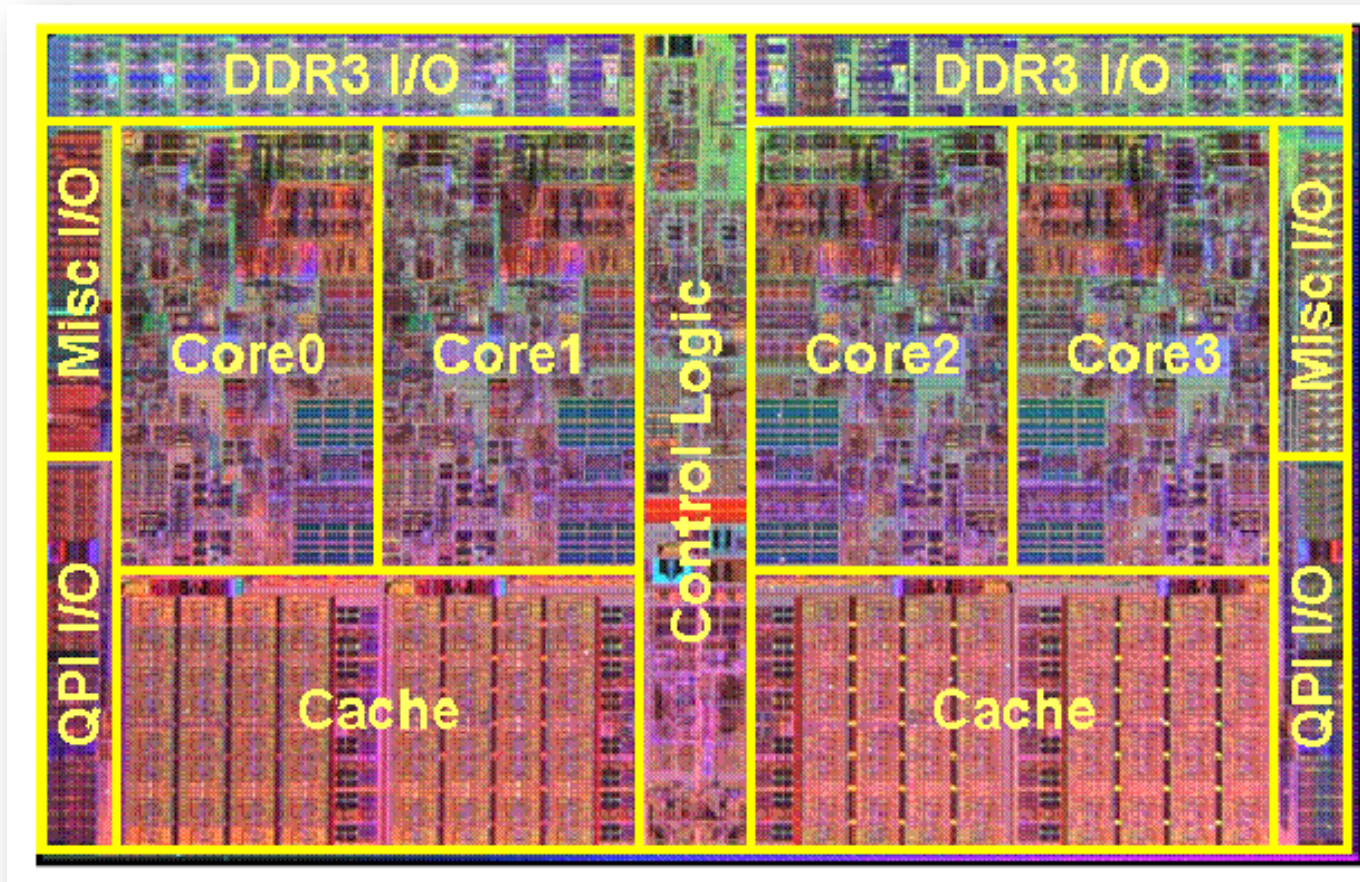 DDR3 I/O
DDR3 I/O
Misc I/O
Core0
Core1
Control Logic
Core2
Core3
Misc I/O
QPI I/O
Cache
Cache
QPI I/O